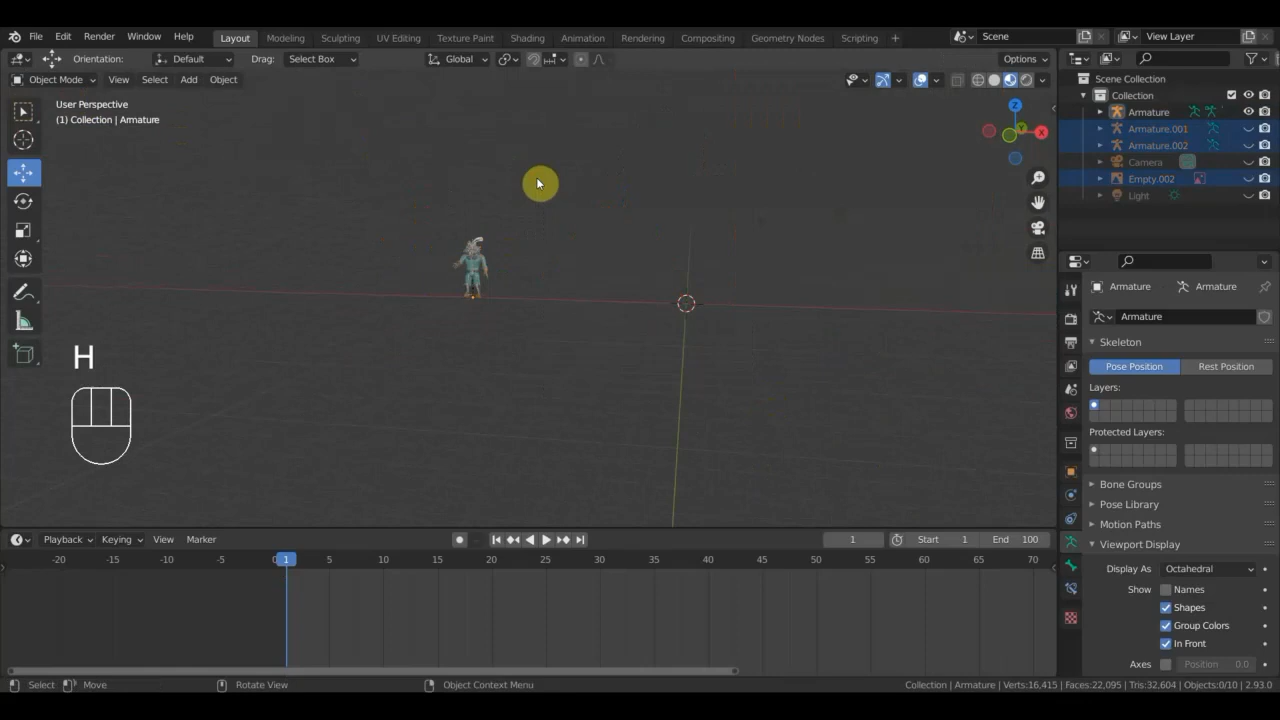 File Edit Render Window Help Layout Modeling Sculpting UV Editing Texture Paint Shading Animation Rendering Compositing Geometry Nodes Scripting + Scene View Layer
Orientation: Default Drag: Select Box Global Options
Object Mode View Select Add Object
User Perspective
(1) Collection | Armature
Z
Y
X
Scene Collection
Collection
Armature
Armature.001
Armature.002
Camera
Empty.002
Light
Armature Armature
Armature
Skeleton
Pose Position Rest Position
Layers:
Protected Layers:
Bone Groups
Pose Library
Motion Paths
Viewport Display
Display As Octahedral
Show Names
Shapes
Group Colors
In Front
Axes Position 0.0
H
Playback Keying View Marker 1 Start 1 End 100
-20 -15 -10 -5 0 1 5 10 15 20 25 30 35 40 45 50 55 60 65 70
Select Move Rotate View Object Context Menu Collection | Armature | Verts:16,415 | Faces:22,095 | Tris:32,604 | Objects:0/10 | 2.93.0